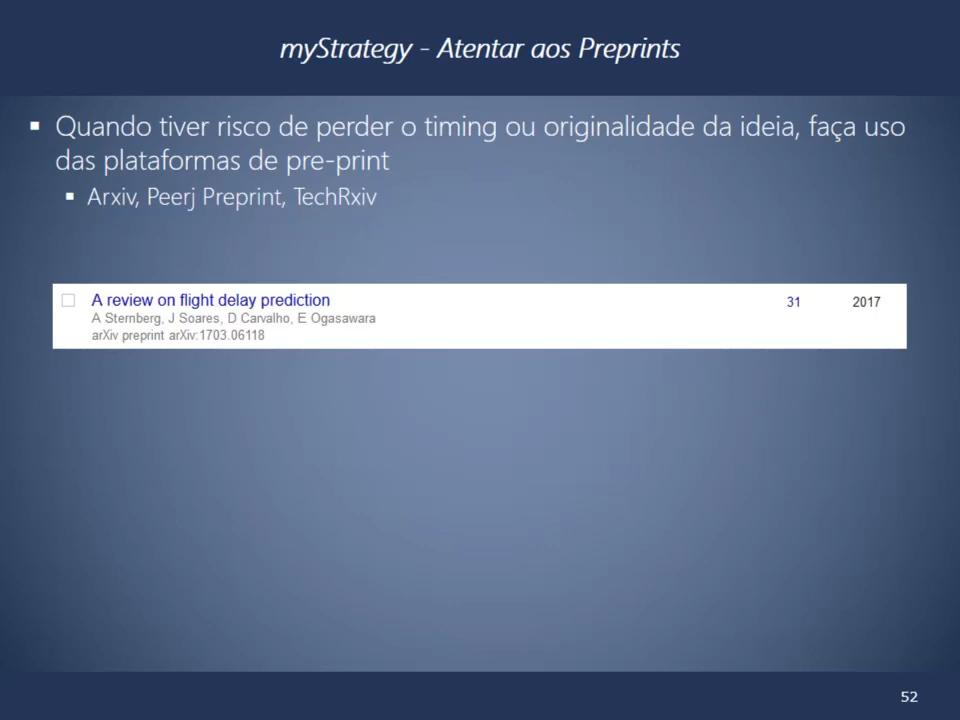 myStrategy - Atentar aos Preprints
▪ Quando tiver risco de perder o timing ou originalidade da ideia, faça uso
das plataformas de pre-print
▪ Arxiv, Peerj Preprint, TechRxiv
A review on flight delay prediction 31 2017
A Sternberg, J Soares, D Carvalho, E Ogasawara
arXiv preprint arXiv:1703.06118
52